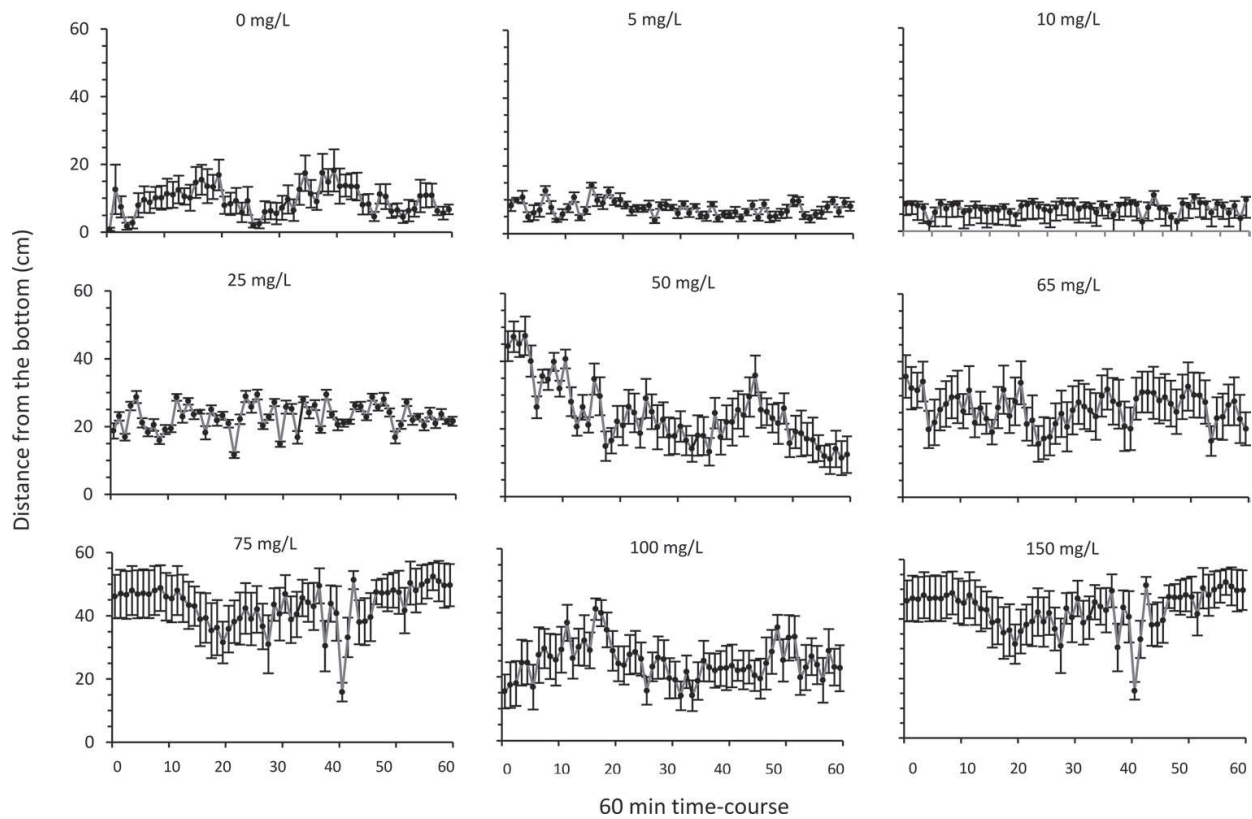 0 mg/L
5 mg/L
10 mg/L
60
40
20
0
Distance from the bottom (cm)
25 mg/L
50 mg/L
65 mg/L
60
40
20
0
75 mg/L
100 mg/L
150 mg/L
60
40
20
0
0 10 20 30 40 50 60
0 10 20 30 40 50 60
0 10 20 30 40 50 60
60 min time-course